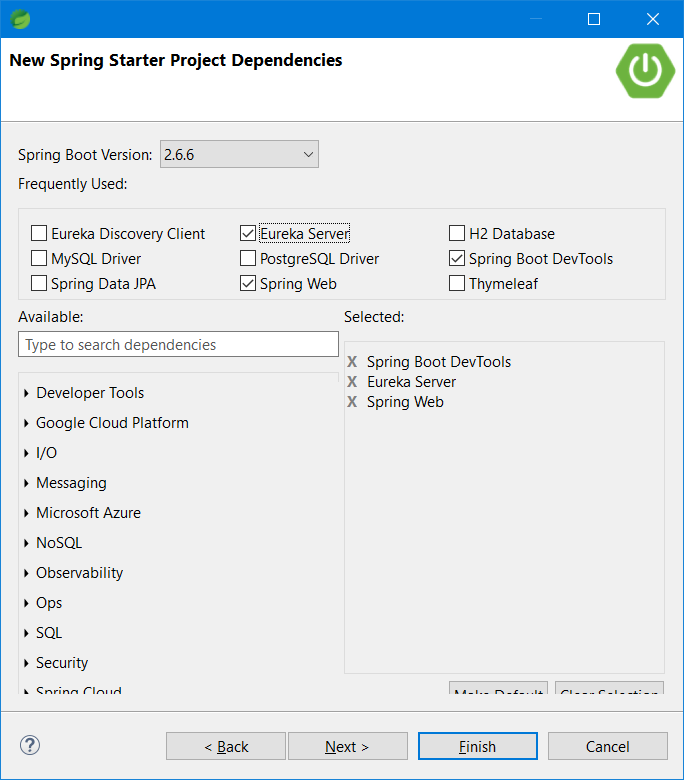 New Spring Starter Project Dependencies
Spring Boot Version: 2.6.6
Frequently Used:
Eureka Discovery Client Eureka Server H2 Database
MySQL Driver PostgreSQL Driver Spring Boot DevTools
Spring Data JPA Spring Web Thymeleaf
Available: Selected:
Type to search dependencies
X Spring Boot DevTools
X Eureka Server
X Spring Web
Developer Tools
Google Cloud Platform
I/O
Messaging
Microsoft Azure
NoSQL
Observability
Ops
SQL
Security
Spring Cloud
Make Default Clear Selection
? < Back Next > Finish Cancel